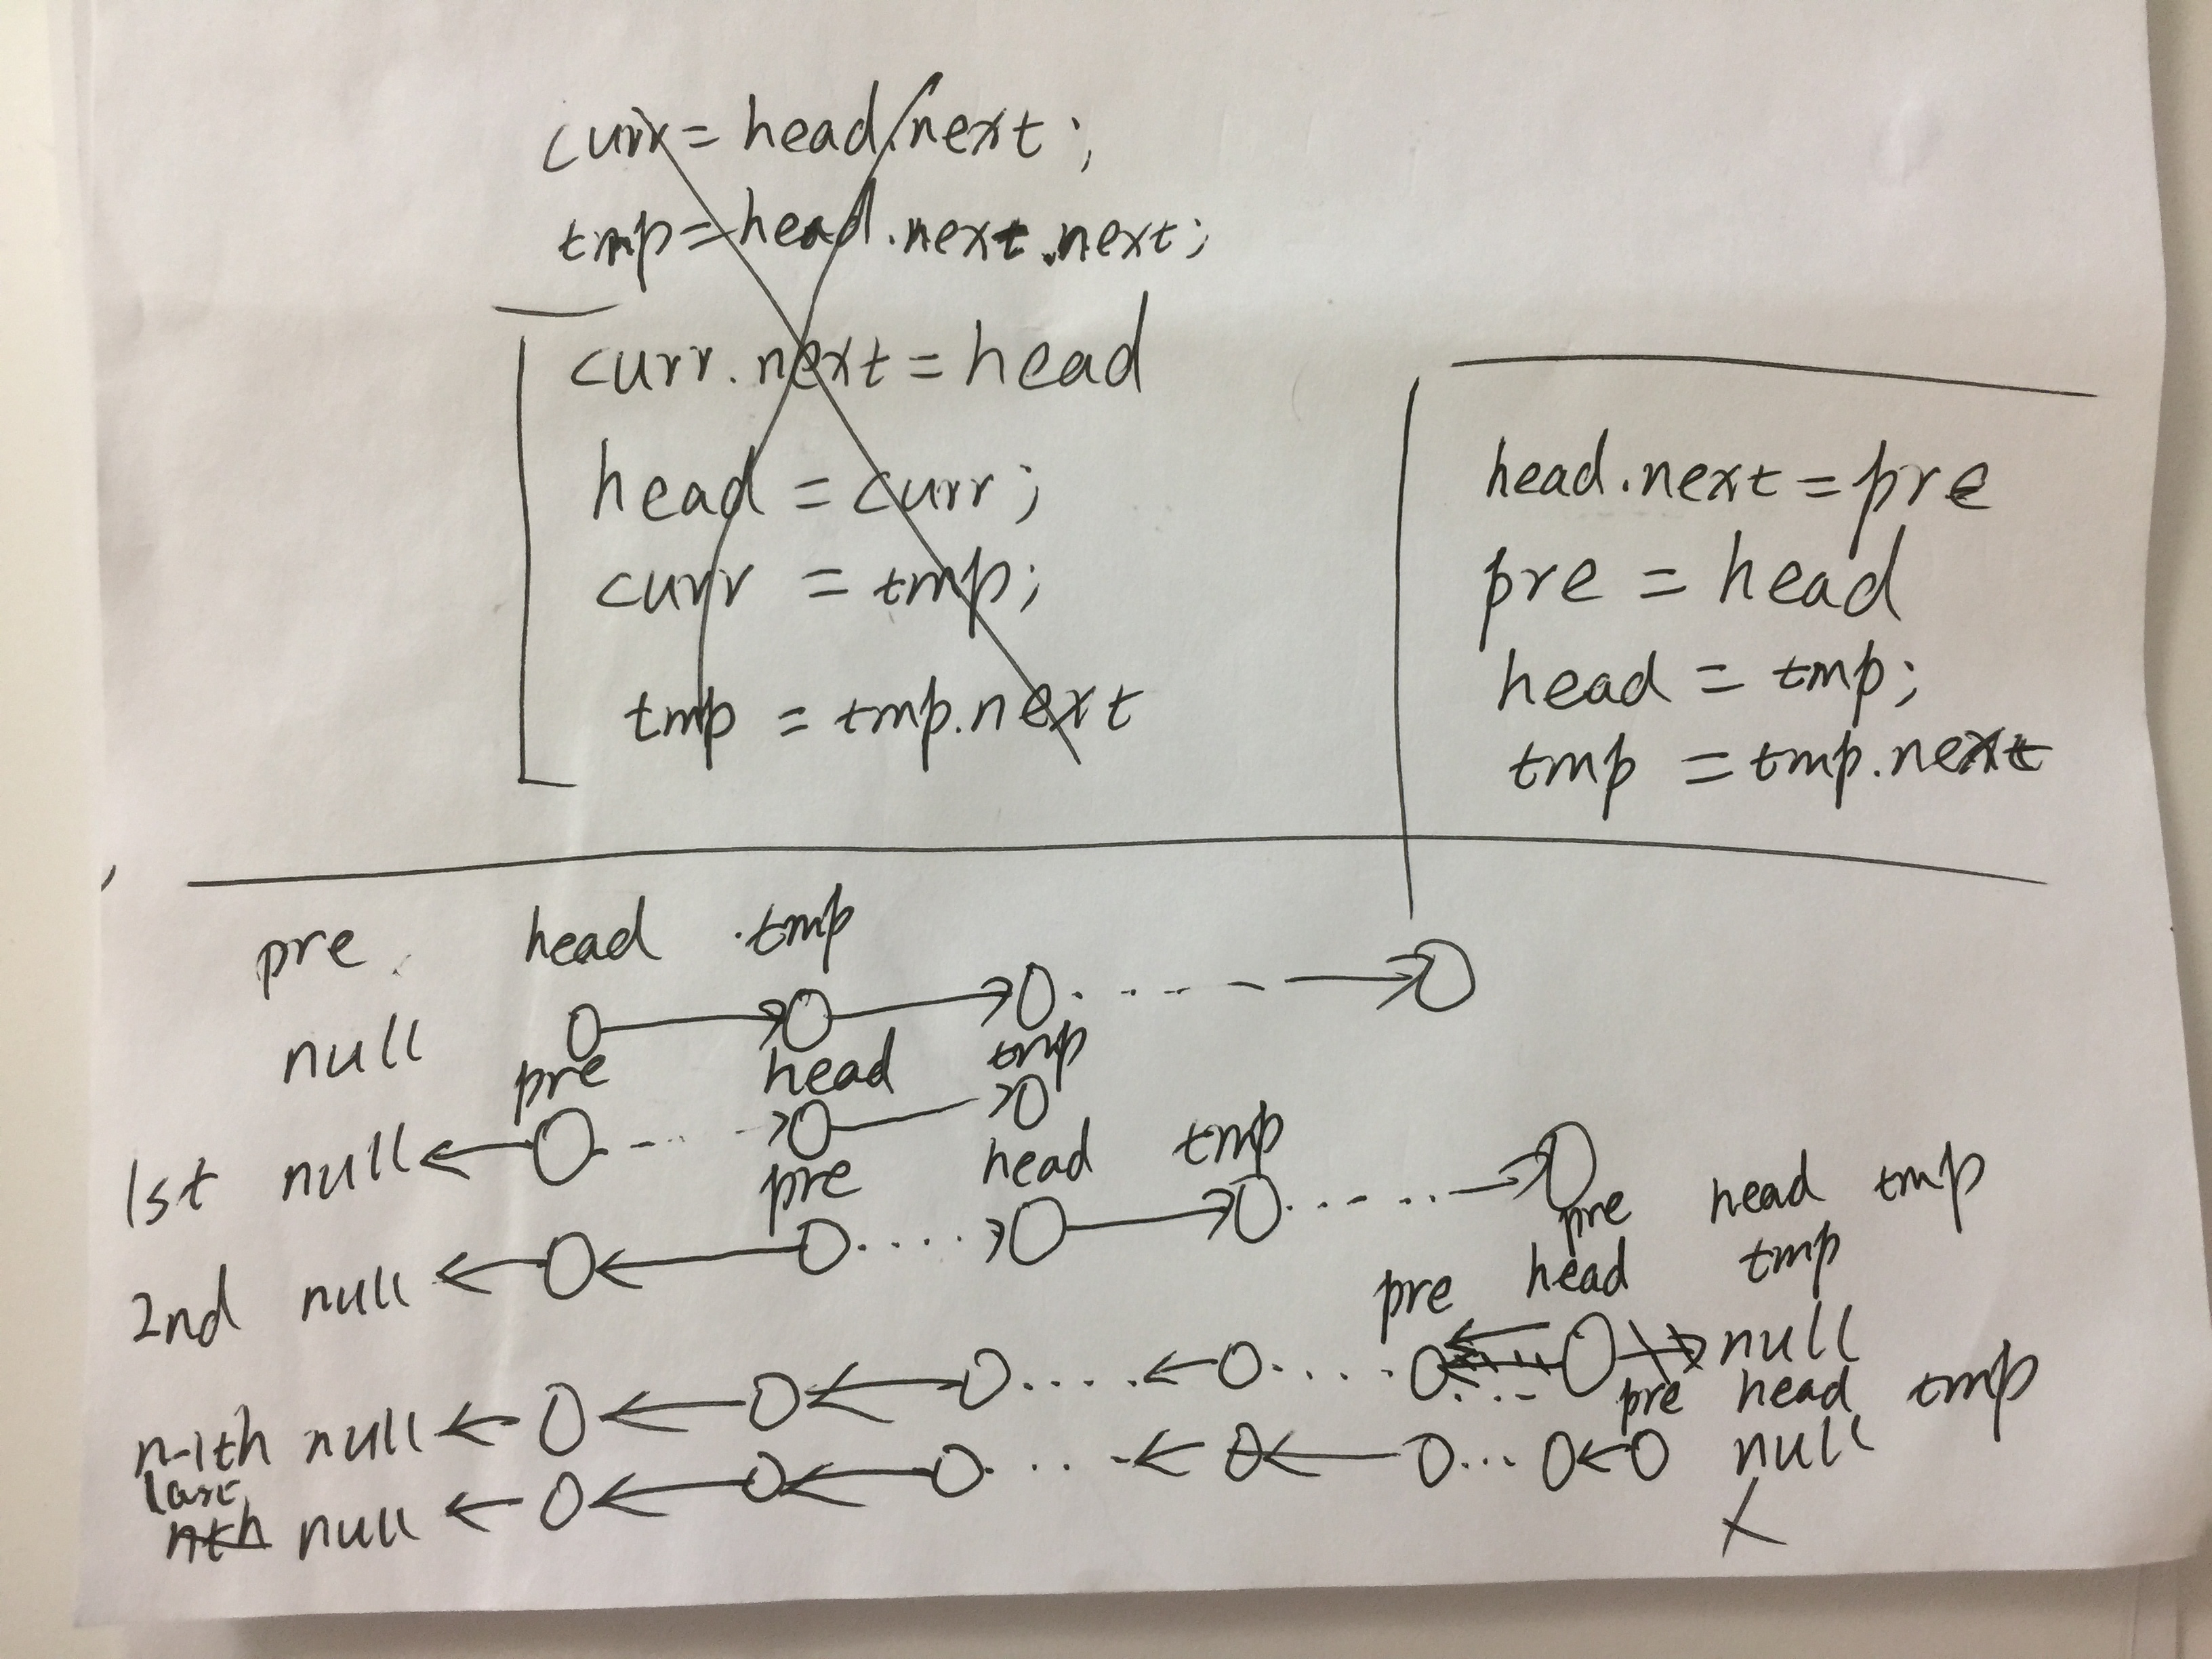 curr = head.next;
tmp = head.next.next;
curr.next = head
head = curr;
curr = tmp;
tmp = tmp.next
head.next = pre
pre = head
head = tmp;
tmp = tmp.next
pre head tmp
null
pre head tmp
1st null
pre head tmp
2nd null
pre head tmp
pre head tmp
n-1th null null
pre head tmp
last
nth null null